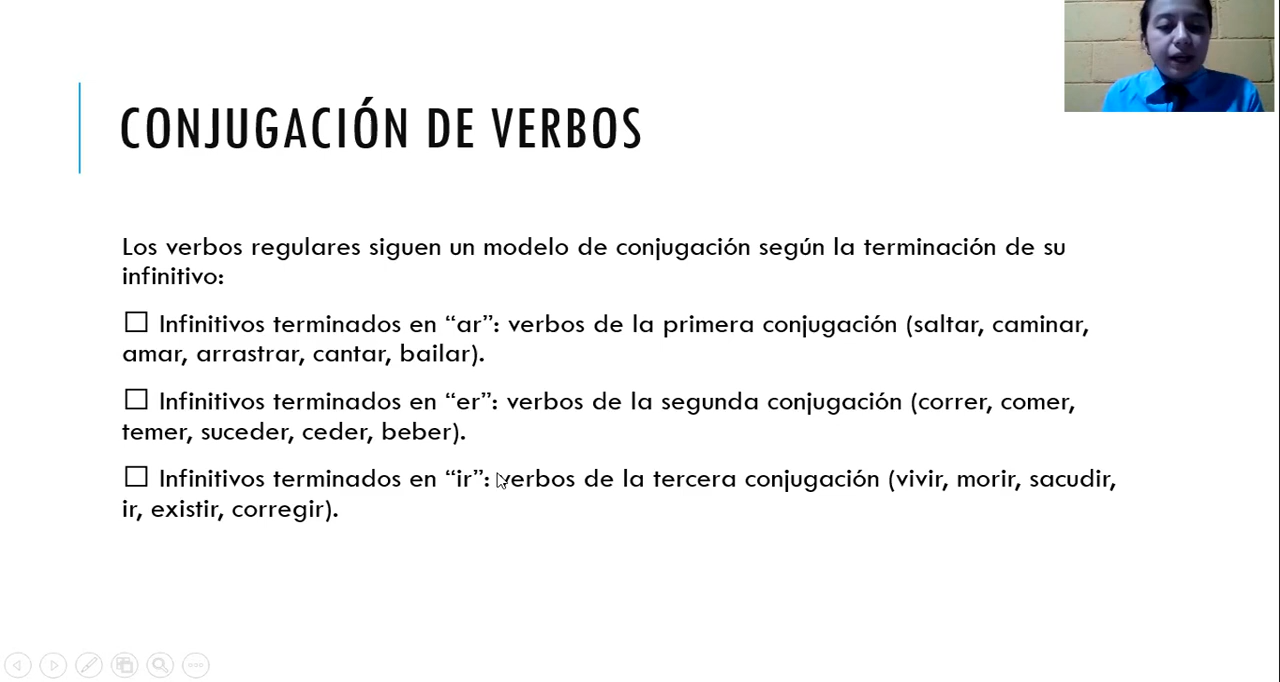 CONJUGACIÓN DE VERBOS
Los verbos regulares siguen un modelo de conjugación según la terminación de su
infinitivo:
☐ Infinitivos terminados en “ar”: verbos de la primera conjugación (saltar, caminar,
amar, arrastrar, cantar, bailar).
☐ Infinitivos terminados en “er”: verbos de la segunda conjugación (correr, comer,
temer, suceder, ceder, beber).
☐ Infinitivos terminados en “ir”: verbos de la tercera conjugación (vivir, morir, sacudir,
ir, existir, corregir).